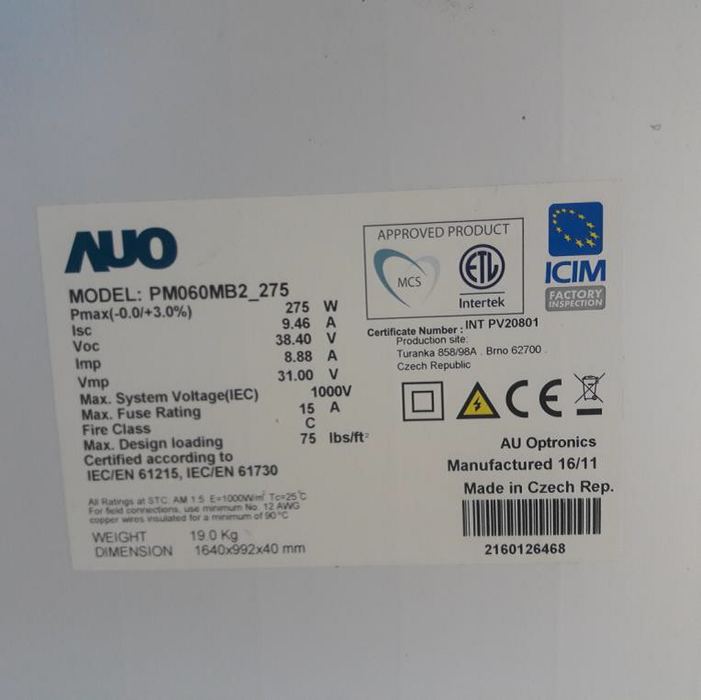 AUO
MODEL: PM060MB2_275
Pmax(-0.0/+3.0%) 275 W
Isc 9.46 A
Voc 38.40 V
Imp 8.88 A
Vmp 31.00 V
Max. System Voltage(IEC) 1000V
Max. Fuse Rating 15 A
Fire Class C
Max. Design loading 75 lbs/ft²
Certified according to
IEC/EN 61215, IEC/EN 61730
All Ratings at STC: AM 1.5 E=1000W/m² Tc=25°C
For field connections, use minimum No. 12 AWG
copper wires insulated for a minimum of 90°C
WEIGHT 19.0 Kg
DIMENSION 1640x992x40 mm
APPROVED PRODUCT
MCS
ETL
Intertek
ICIM
FACTORY
INSPECTION
Certificate Number : INT PV20801
Production site:
Turanka 858/98A . Brno 62700 .
Czech Republic
CE
AU Optronics
Manufactured 16/11
Made in Czech Rep.
2160126468